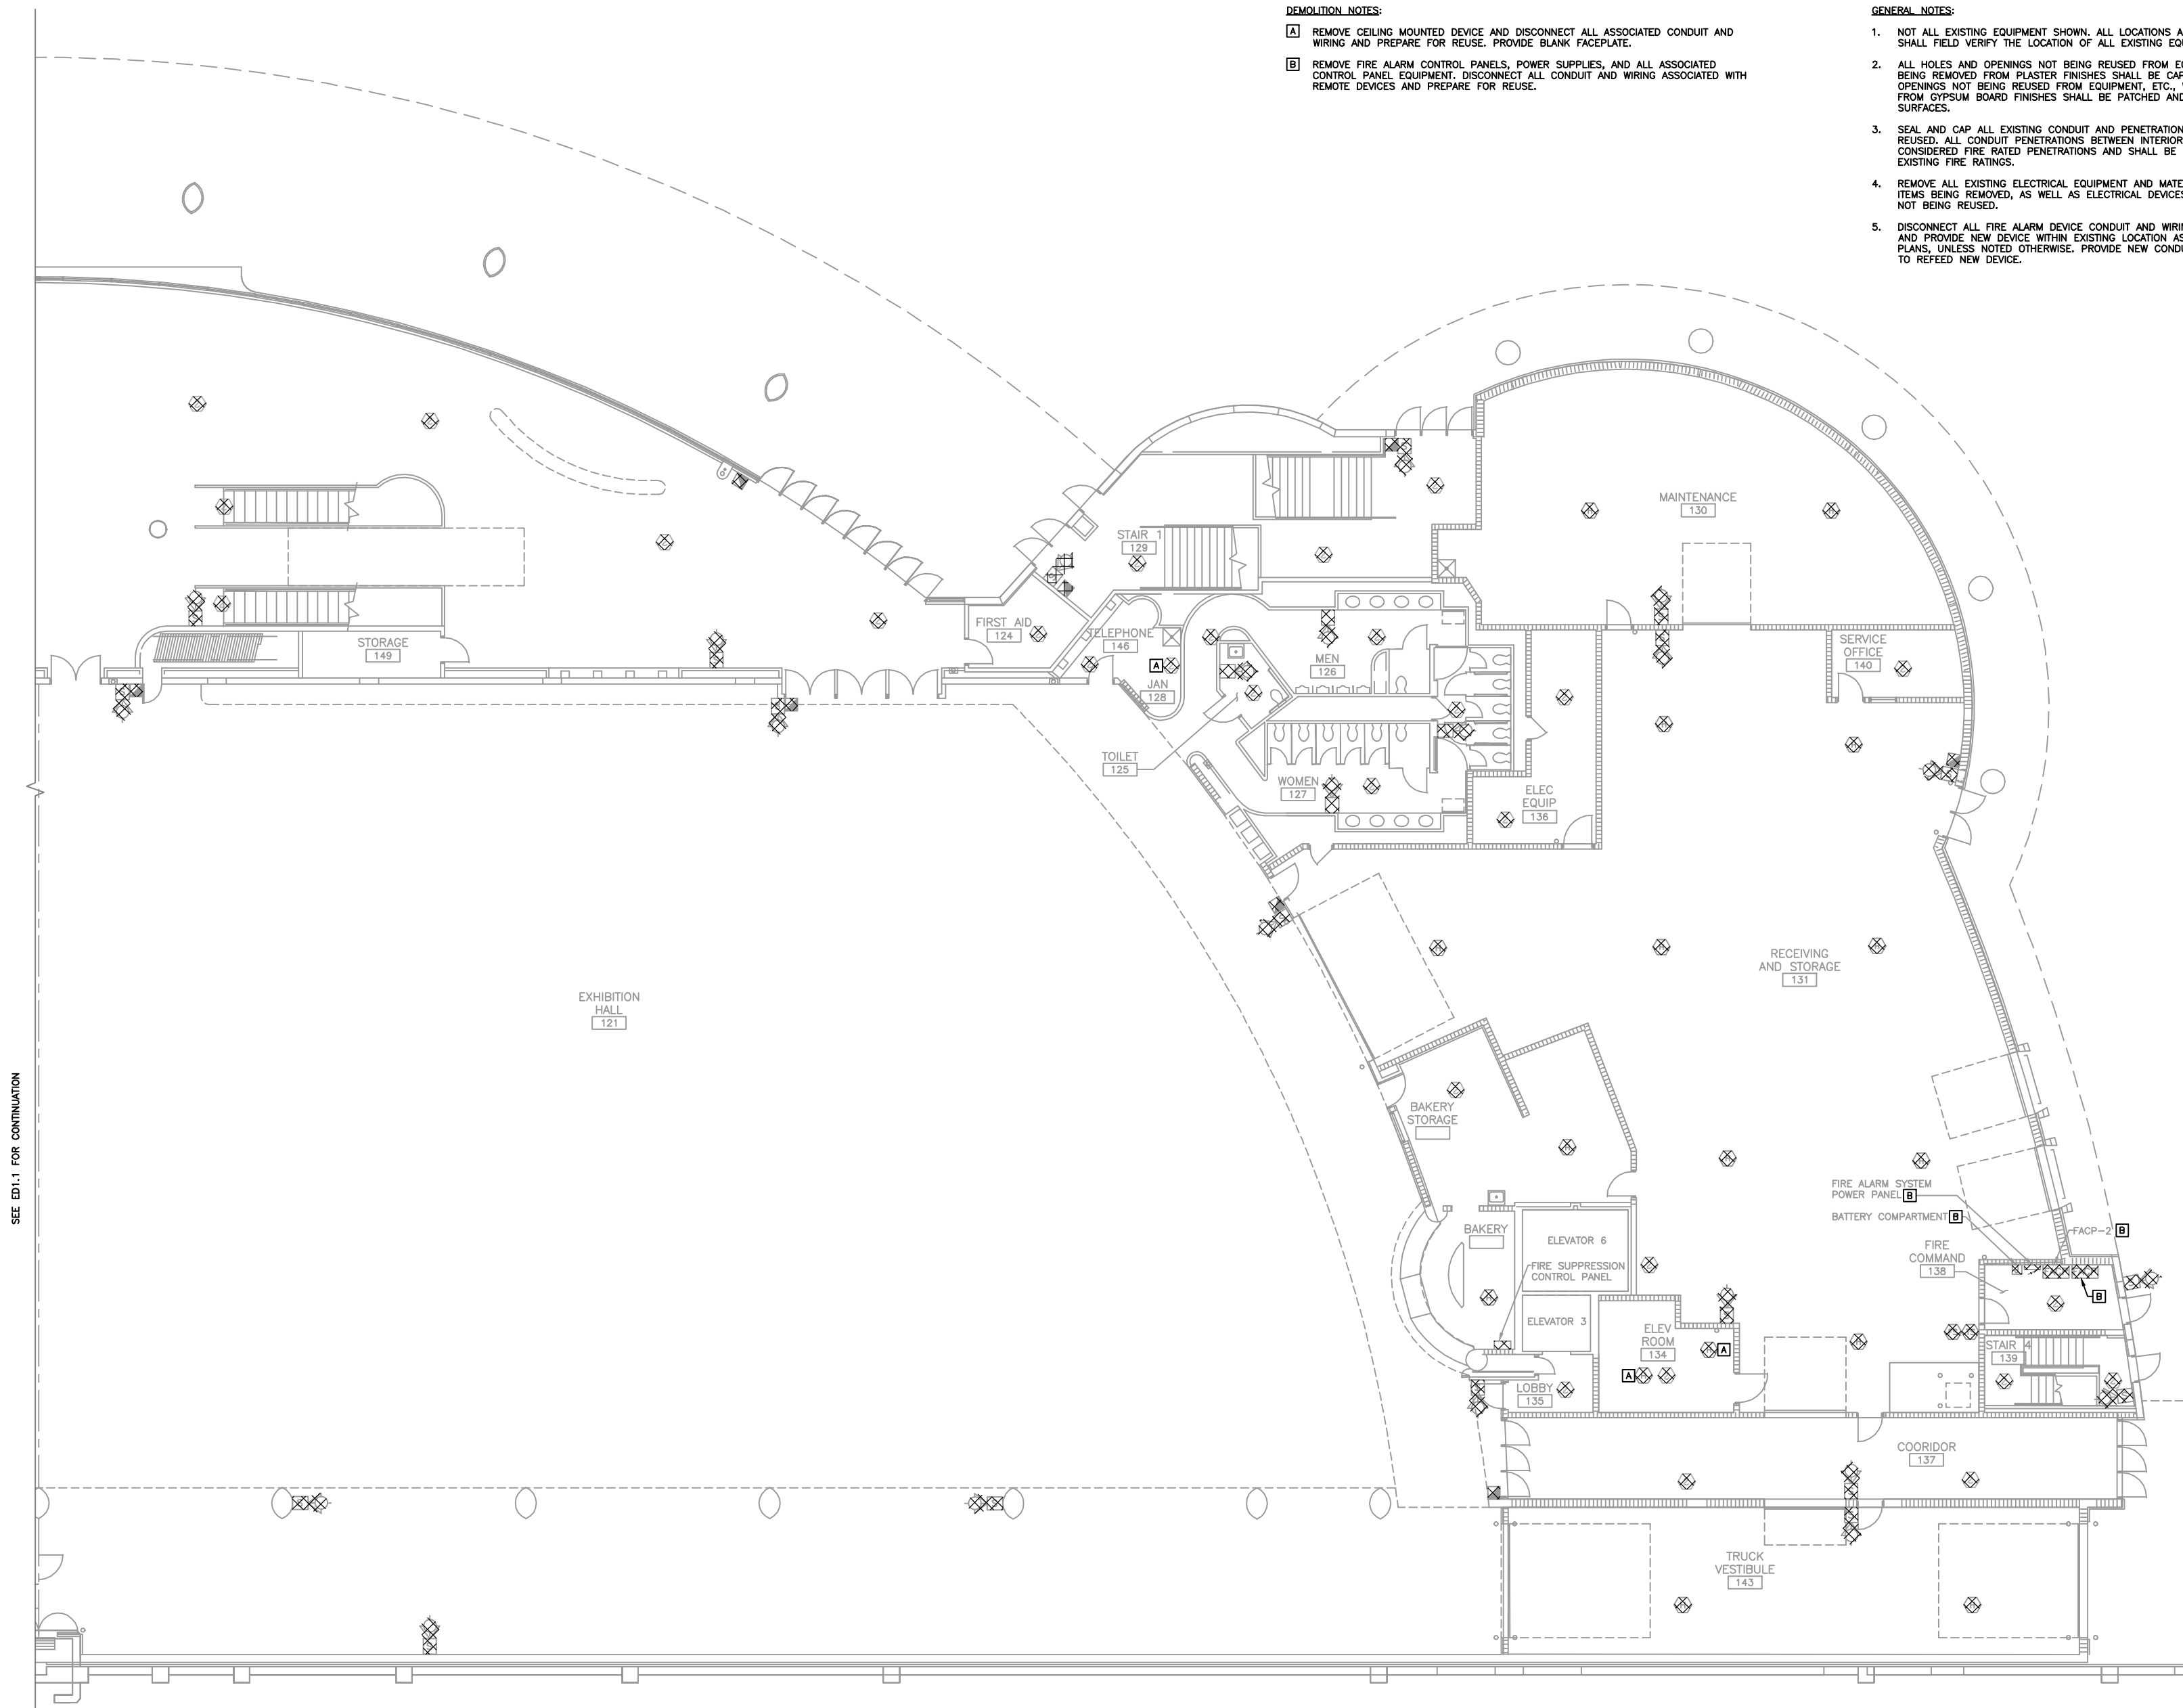 DEMOLITION NOTES:
A REMOVE CEILING MOUNTED DEVICE AND DISCONNECT ALL ASSOCIATED CONDUIT AND
WIRING AND PREPARE FOR REUSE. PROVIDE BLANK FACEPLATE.
B REMOVE FIRE ALARM CONTROL PANELS, POWER SUPPLIES, AND ALL ASSOCIATED
CONTROL PANEL EQUIPMENT. DISCONNECT ALL CONDUIT AND WIRING ASSOCIATED WITH
REMOTE DEVICES AND PREPARE FOR REUSE.
GENERAL NOTES:
1. NOT ALL EXISTING EQUIPMENT SHOWN. ALL LOCATIONS A
SHALL FIELD VERIFY THE LOCATION OF ALL EXISTING EQ
2. ALL HOLES AND OPENINGS NOT BEING REUSED FROM E
BEING REMOVED FROM PLASTER FINISHES SHALL BE CAP
OPENINGS NOT BEING REUSED FROM EQUIPMENT, ETC.,
FROM GYPSUM BOARD FINISHES SHALL BE PATCHED AND
SURFACES.
3. SEAL AND CAP ALL EXISTING CONDUIT AND PENETRATION
REUSED. ALL CONDUIT PENETRATIONS BETWEEN INTERIOR
CONSIDERED FIRE RATED PENETRATIONS AND SHALL BE
EXISTING FIRE RATINGS.
4. REMOVE ALL EXISTING ELECTRICAL EQUIPMENT AND MATE
ITEMS BEING REMOVED, AS WELL AS ELECTRICAL DEVICES
NOT BEING REUSED.
5. DISCONNECT ALL FIRE ALARM DEVICE CONDUIT AND WIRI
AND PROVIDE NEW DEVICE WITHIN EXISTING LOCATION AS
PLANS, UNLESS NOTED OTHERWISE. PROVIDE NEW COND
TO REFEED NEW DEVICE.
MAINTENANCE
130
STAIR 1
129
FIRST AID
124
TELEPHONE
146
STORAGE
149
SERVICE
OFFICE
140
MEN
126
A
JAN
128
TOILET
125
WOMEN
127
ELEC
EQUIP
136
RECEIVING
AND STORAGE
131
EXHIBITION
HALL
121
SEE ED1.1 FOR CONTINUATION
BAKERY
STORAGE
FIRE ALARM SYSTEM
POWER PANEL B
BATTERY COMPARTMENT B
FACP-2 B
BAKERY
ELEVATOR 6
FIRE SUPPRESSION
CONTROL PANEL
FIRE
COMMAND
138
B
ELEVATOR 3
ELEV
ROOM
134
A
A
STAIR 4
139
LOBBY
135
COORIDOR
137
TRUCK
VESTIBULE
143